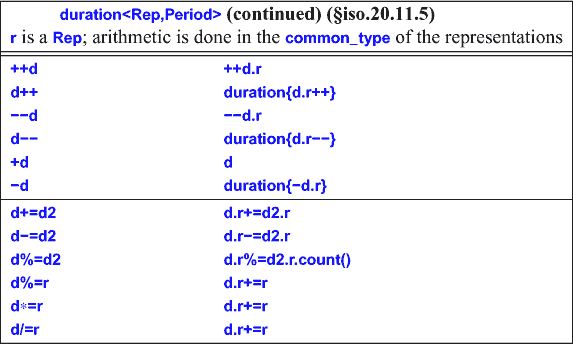 duration<Rep,Period> (continued) (§iso.20.11.5)
r is a Rep; arithmetic is done in the common_type of the representations
++d ++d.r
d++ duration{d.r++}
−−d −−d.r
d−− duration{d.r−−}
+d d
−d duration{−d.r}
d+=d2 d.r+=d2.r
d−=d2 d.r−=d2.r
d%=d2 d.r%=d2.r.count()
d%=r d.r+=r
d∗=r d.r+=r
d/=r d.r+=r